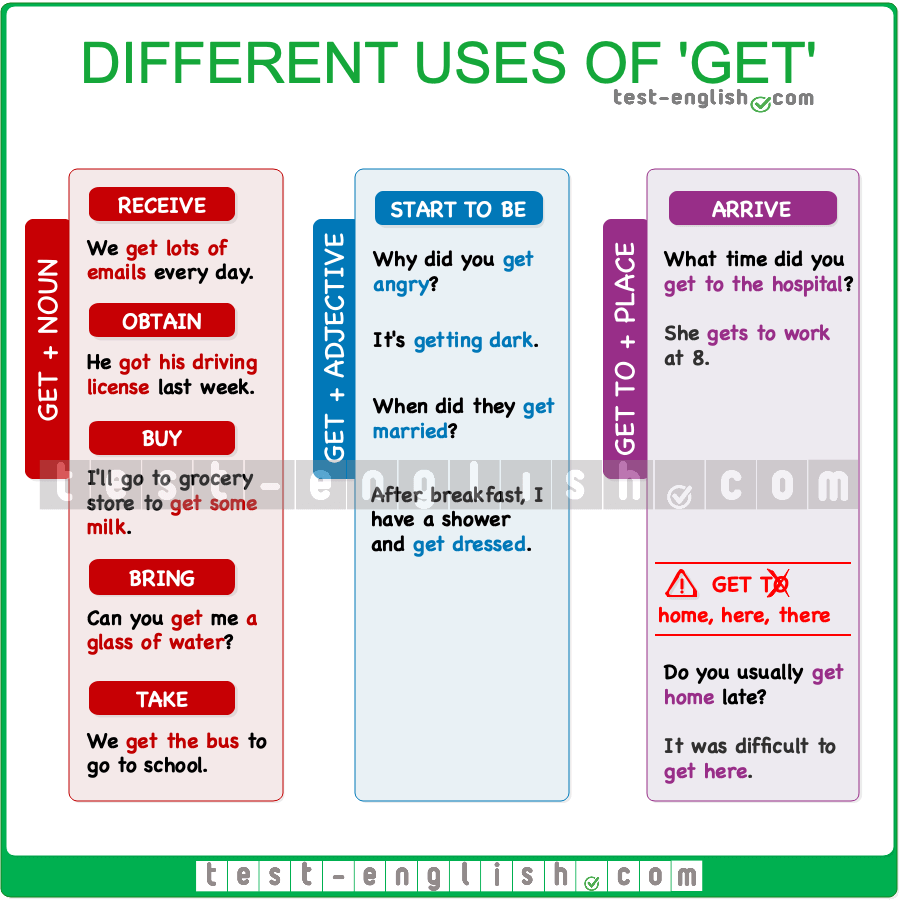 DIFFERENT USES OF 'GET'
test-english.com
GET + NOUN
RECEIVE
We get lots of
emails every day.
OBTAIN
He got his driving
license last week.
BUY
I'll go to grocery
store to get some
milk.
BRING
Can you get me a
glass of water?
TAKE
We get the bus to
go to school.
GET + ADJECTIVE
START TO BE
Why did you get
angry?
It's getting dark.
When did they get
married?
After breakfast, I
have a shower
and get dressed.
GET TO + PLACE
ARRIVE
What time did you
get to the hospital?
She gets to work
at 8.
GET TO
home, here, there
Do you usually get
home late?
It was difficult to
get here.
test-english.com
test-english.com